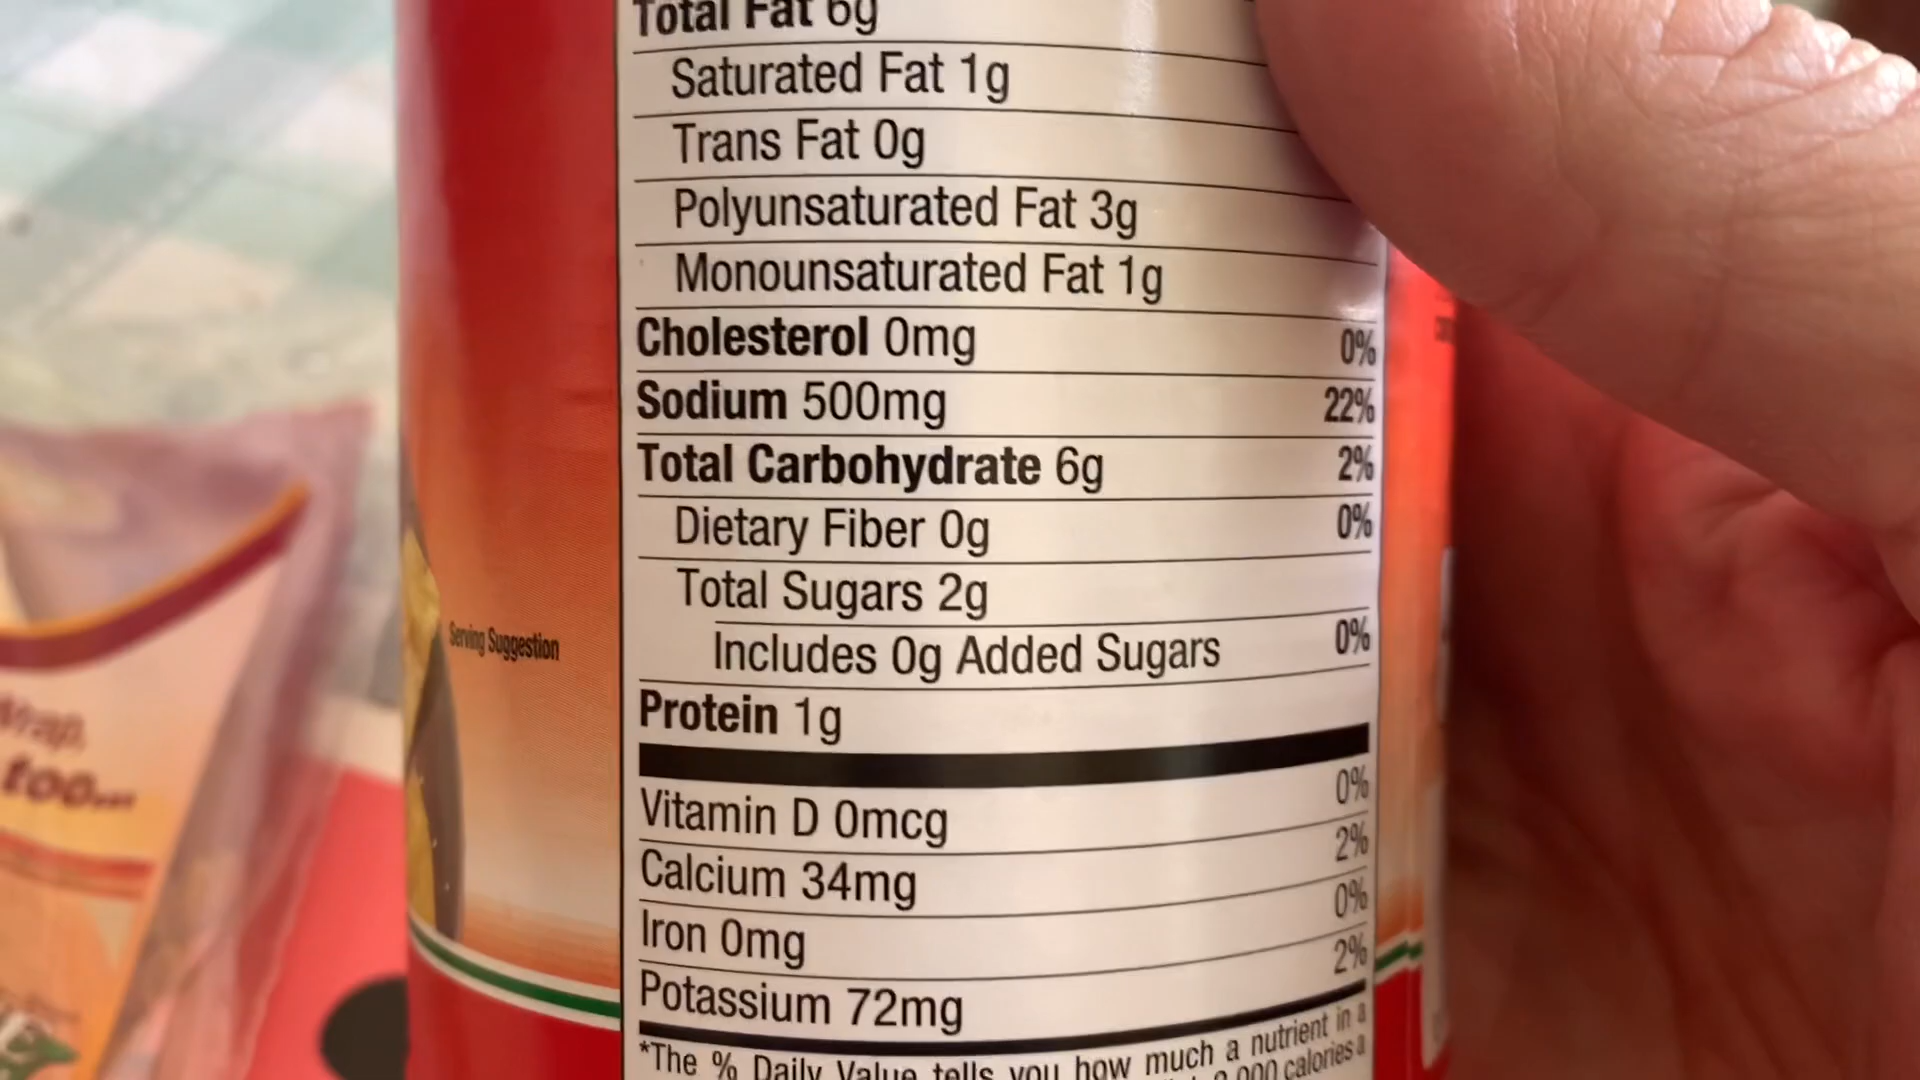 Total Fat 6g
Saturated Fat 1g
Trans Fat 0g
Polyunsaturated Fat 3g
Monounsaturated Fat 1g
Cholesterol 0mg 0%
Sodium 500mg 22%
Total Carbohydrate 6g 2%
Dietary Fiber 0g 0%
Total Sugars 2g
Includes 0g Added Sugars 0%
Protein 1g
Vitamin D 0mcg 0%
Calcium 34mg 2%
Iron 0mg 0%
Potassium 72mg 2%
*The % Daily Value tells you how much a nutrient in a
calories a
Serving Suggestion
too...